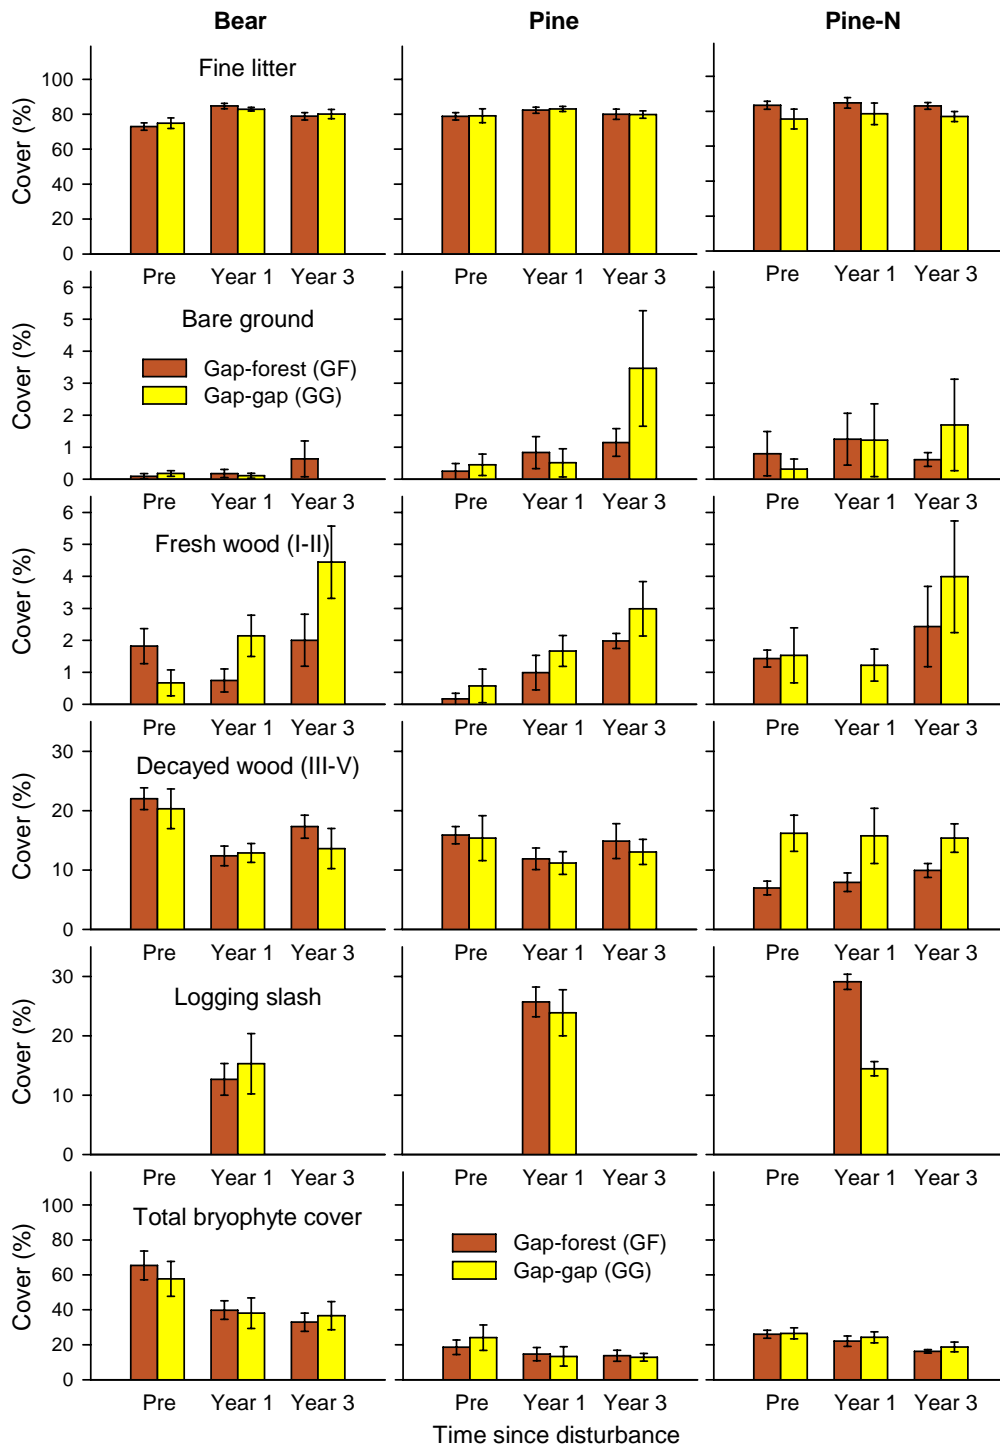 Bear Pine Pine-N
Fine litter
Cover (%)
100
80
60
40
20
0
Pre Year 1 Year 3 Pre Year 1 Year 3 Pre Year 1 Year 3
Bare ground
Gap-forest (GF)
Gap-gap (GG)
Cover (%)
6
5
4
3
2
1
0
Pre Year 1 Year 3 Pre Year 1 Year 3 Pre Year 1 Year 3
Fresh wood (I-II)
Cover (%)
6
5
4
3
2
1
0
Pre Year 1 Year 3 Pre Year 1 Year 3 Pre Year 1 Year 3
Decayed wood (III-V)
Cover (%)
30
20
10
0
Pre Year 1 Year 3 Pre Year 1 Year 3 Pre Year 1 Year 3
Logging slash
Cover (%)
30
20
10
0
Pre Year 1 Year 3 Pre Year 1 Year 3 Pre Year 1 Year 3
Total bryophyte cover
Gap-forest (GF)
Gap-gap (GG)
Cover (%)
100
80
60
40
20
0
Pre Year 1 Year 3 Pre Year 1 Year 3 Pre Year 1 Year 3
Time since disturbance